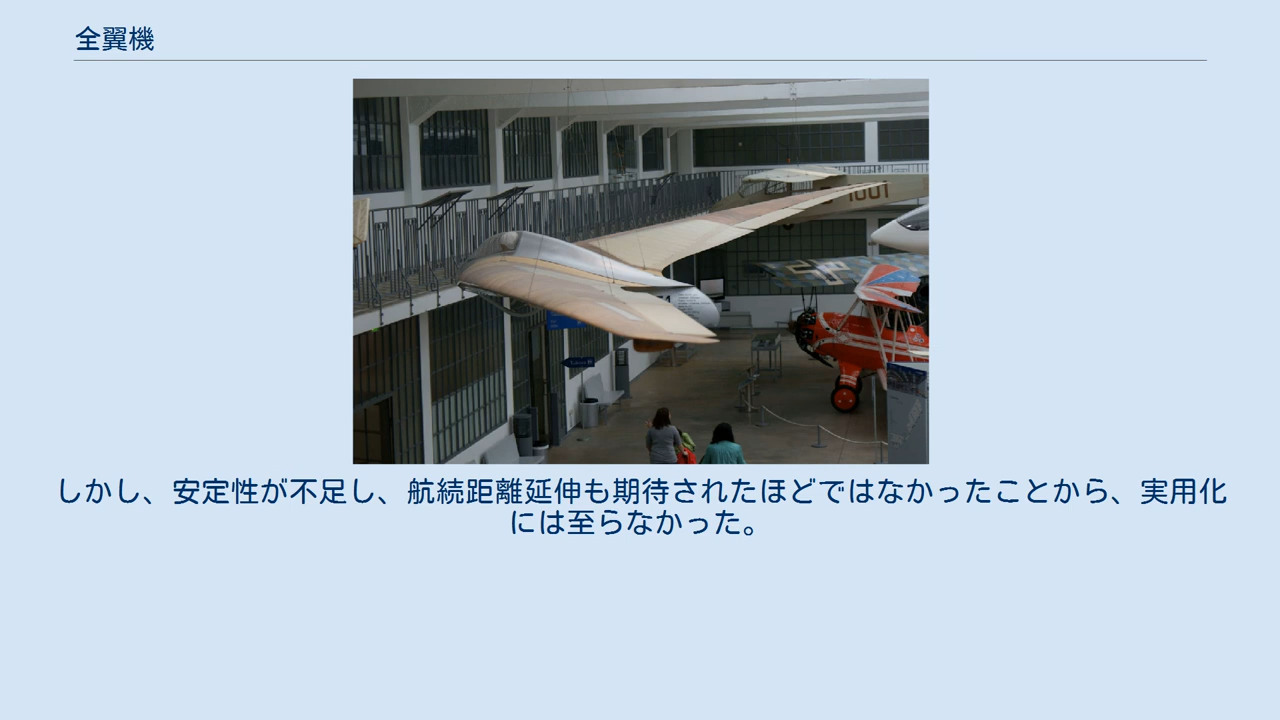 全翼機
1001
しかし、安定性が不足し、航続距離延伸も期待されたほどではなかったことから、実用化
には至らなかった。